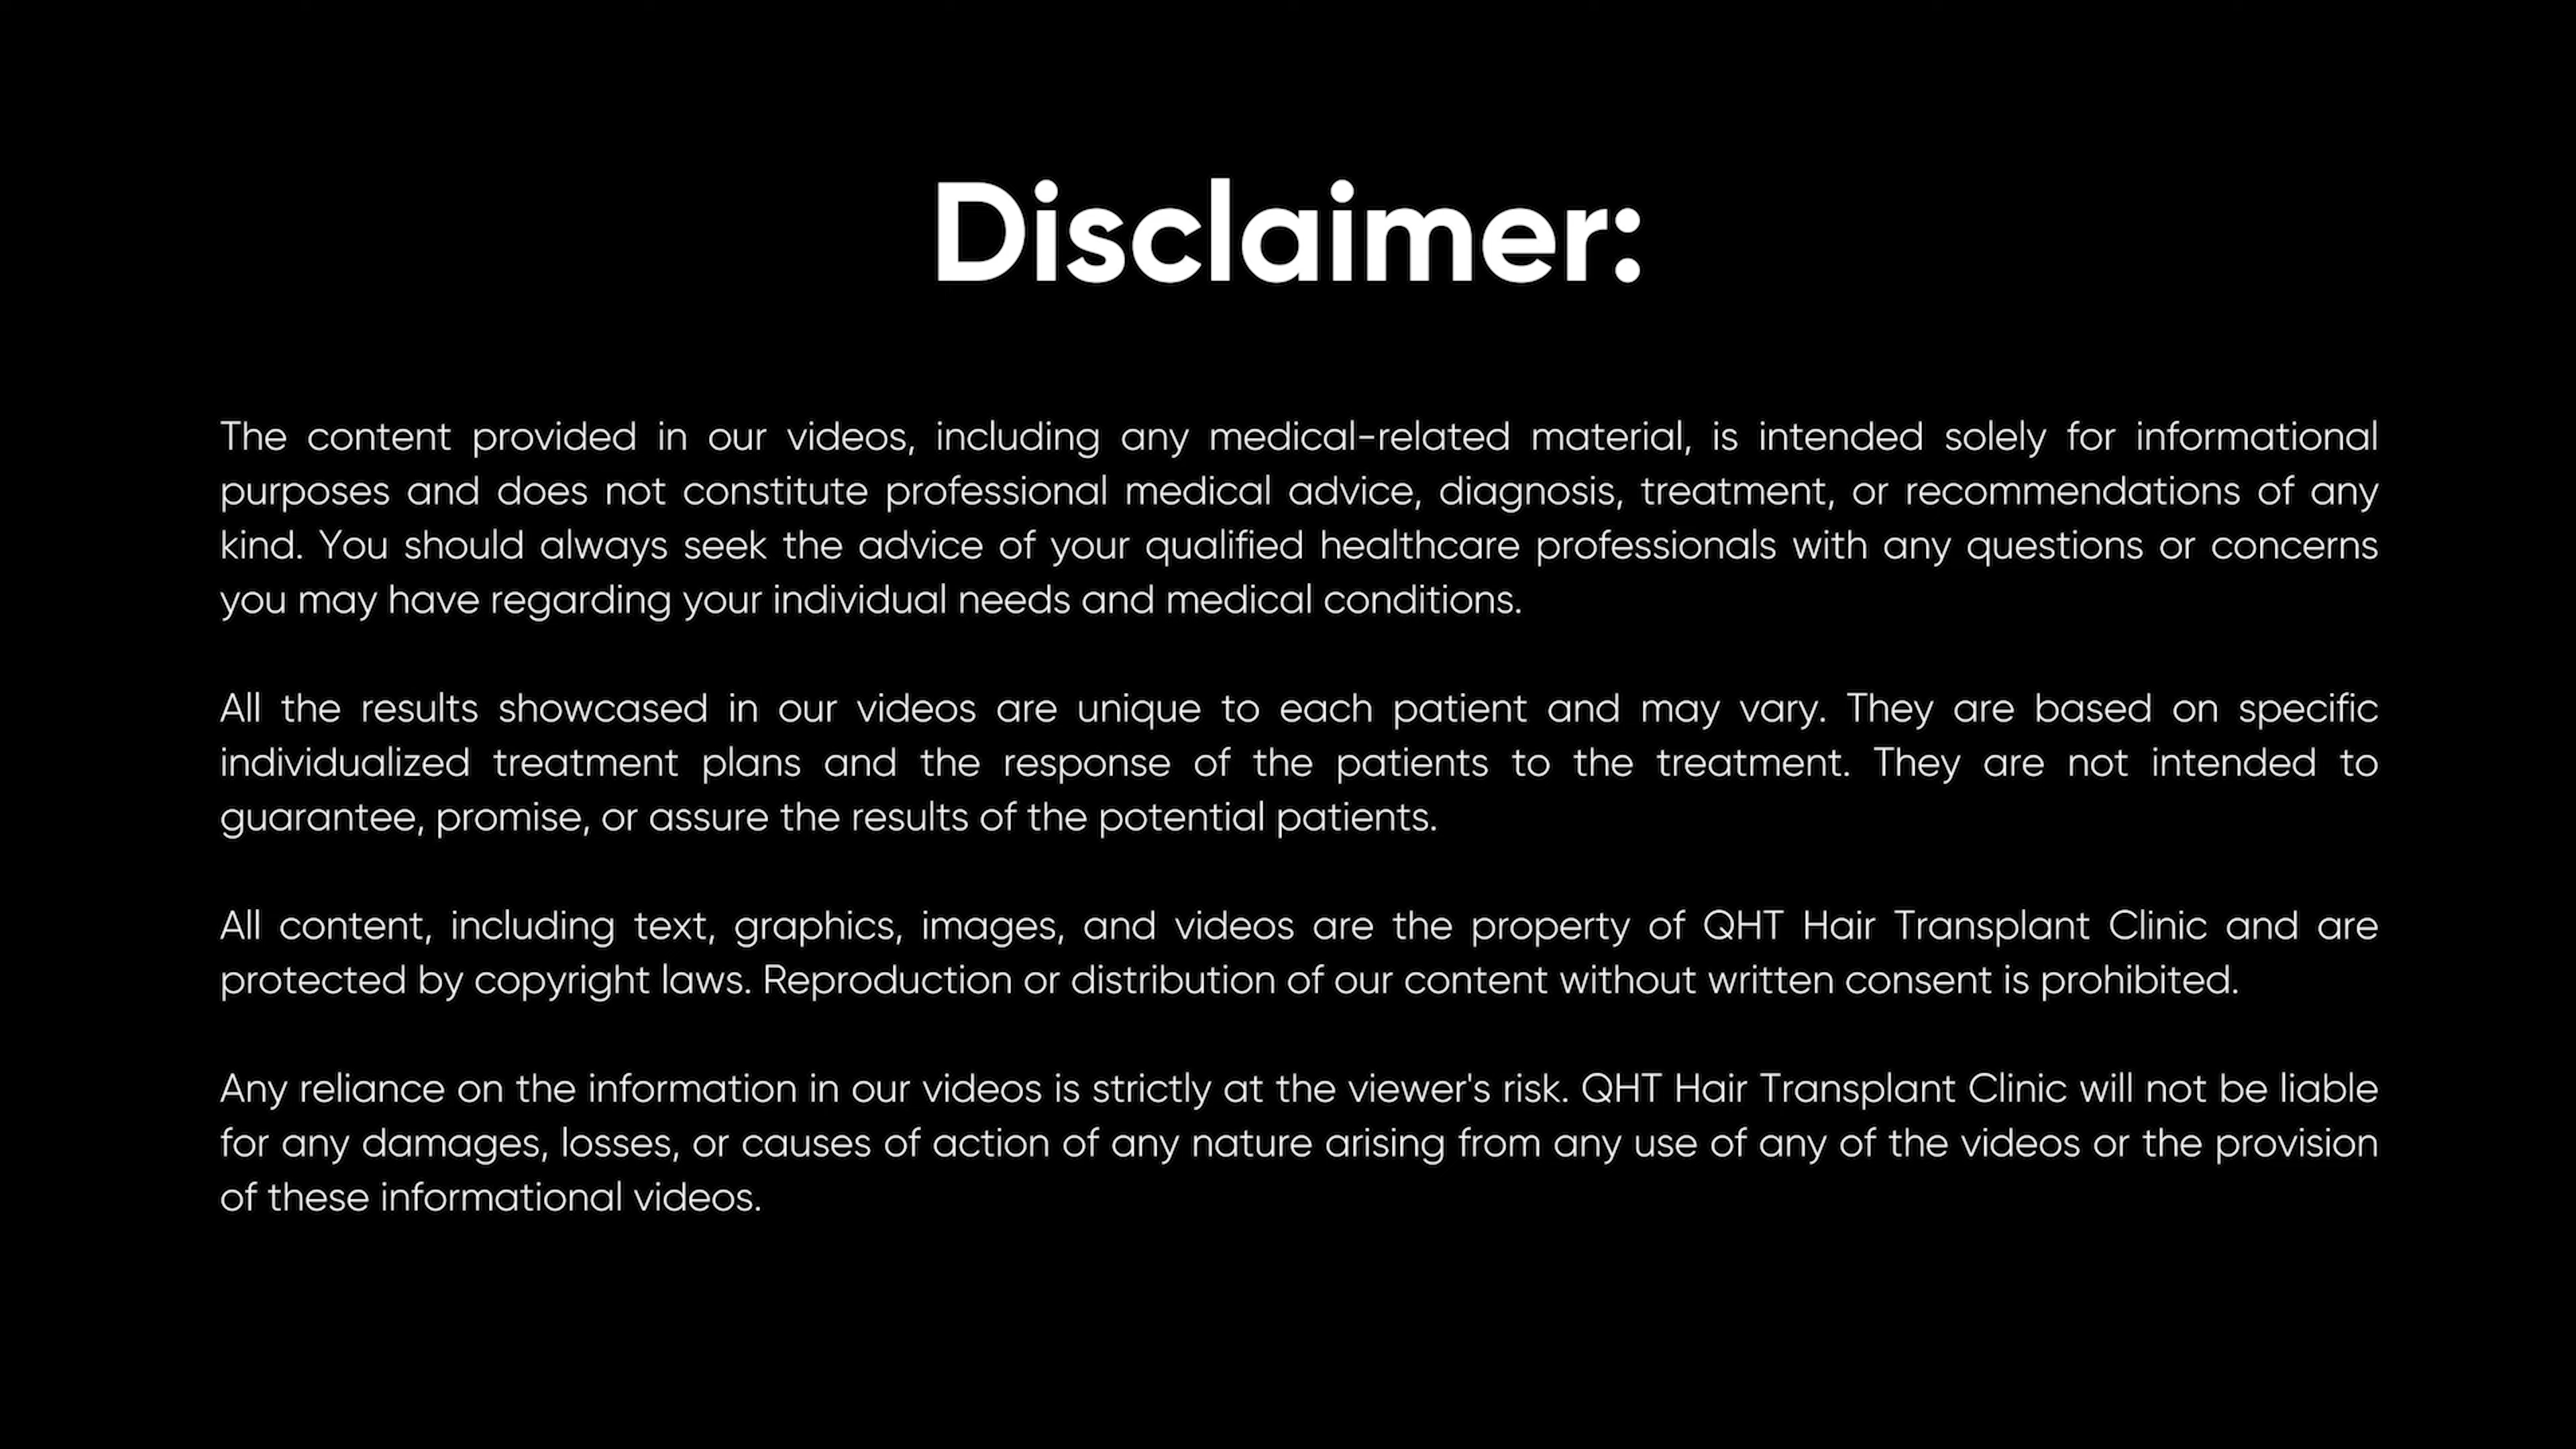 Disclaimer:
The content provided in our videos, including any medical-related material, is intended solely for informational
purposes and does not constitute professional medical advice, diagnosis, treatment, or recommendations of any
kind. You should always seek the advice of your qualified healthcare professionals with any questions or concerns
you may have regarding your individual needs and medical conditions.
All the results showcased in our videos are unique to each patient and may vary. They are based on specific
individualized treatment plans and the response of the patients to the treatment. They are not intended to
guarantee, promise, or assure the results of the potential patients.
All content, including text, graphics, images, and videos are the property of QHT Hair Transplant Clinic and are
protected by copyright laws. Reproduction or distribution of our content without written consent is prohibited.
Any reliance on the information in our videos is strictly at the viewer's risk. QHT Hair Transplant Clinic will not be liable
for any damages, losses, or causes of action of any nature arising from any use of any of the videos or the provision
of these informational videos.